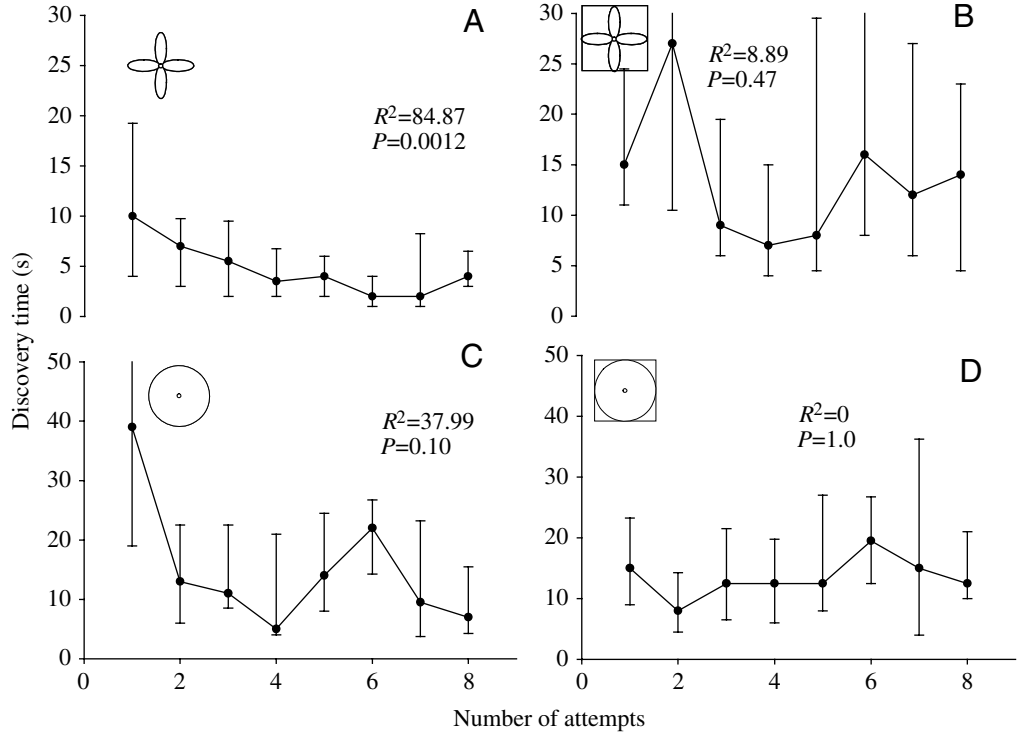 A
30
25
20
15
10
5
0
R²=84.87
P=0.0012
B
30
25
20
15
10
5
0
R²=8.89
P=0.47
Discovery time (s)
C
50
40
30
20
10
0
R²=37.99
P=0.10
0 2 4 6 8
D
50
40
30
20
10
0
R²=0
P=1.0
0 2 4 6 8
Number of attempts